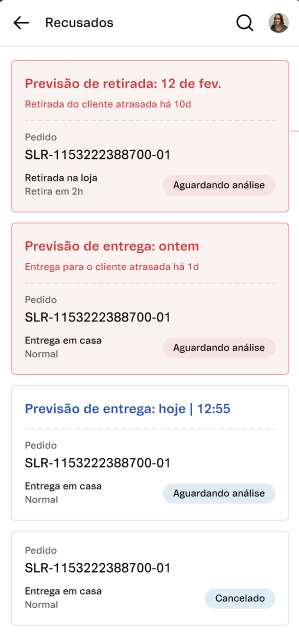 Recusados
Previsão de retirada: 12 de fev.
Retirada do cliente atrasada há 10d
Pedido
SLR-1153222388700-01
Retirada na loja
Retira em 2h
Aguardando análise
Previsão de entrega: ontem
Entrega para o cliente atrasada há 1d
Pedido
SLR-1153222388700-01
Entrega em casa
Normal
Aguardando análise
Previsão de entrega: hoje | 12:55
Pedido
SLR-1153222388700-01
Entrega em casa
Normal
Aguardando análise
Pedido
SLR-1153222388700-01
Entrega em casa
Normal
Cancelado